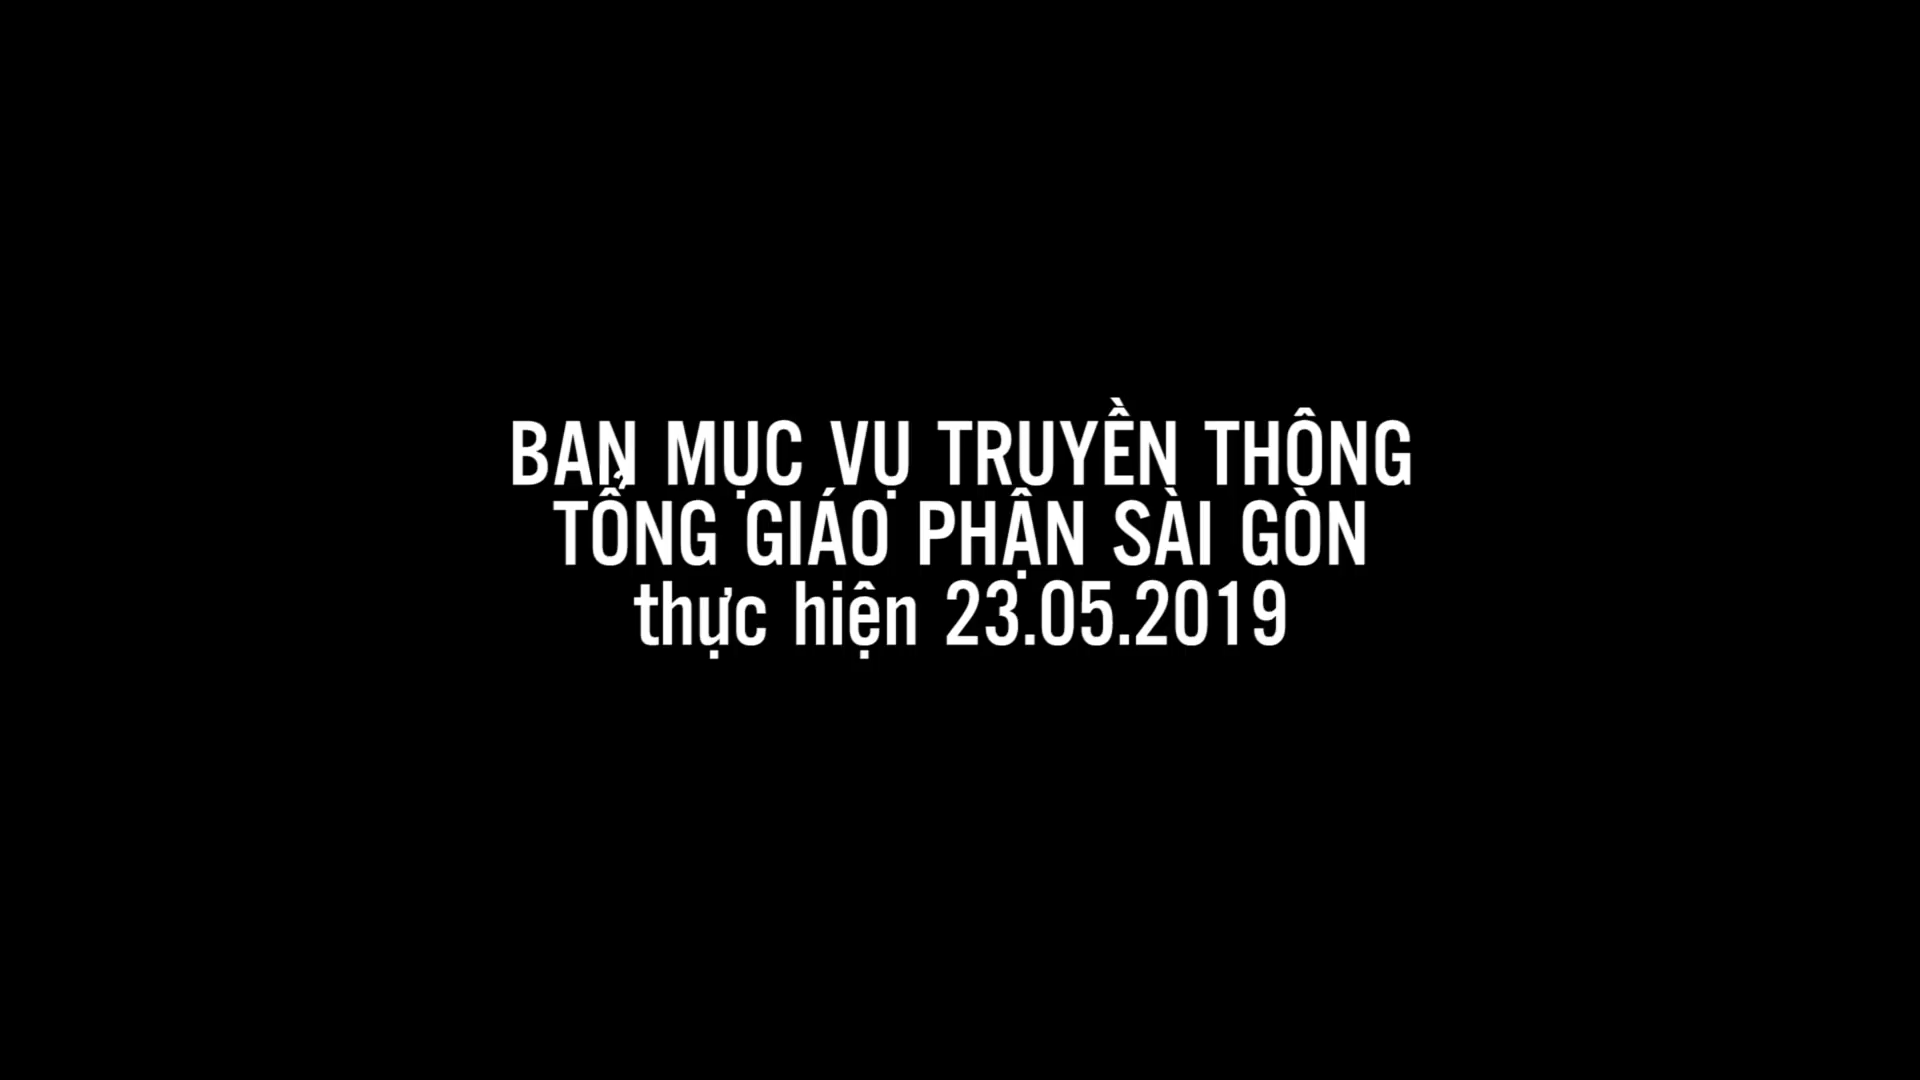 BAN MỤC VỤ TRUYỀN THÔNG
TỔNG GIÁO PHẬN SÀI GÒN
thực hiện 23.05.2019